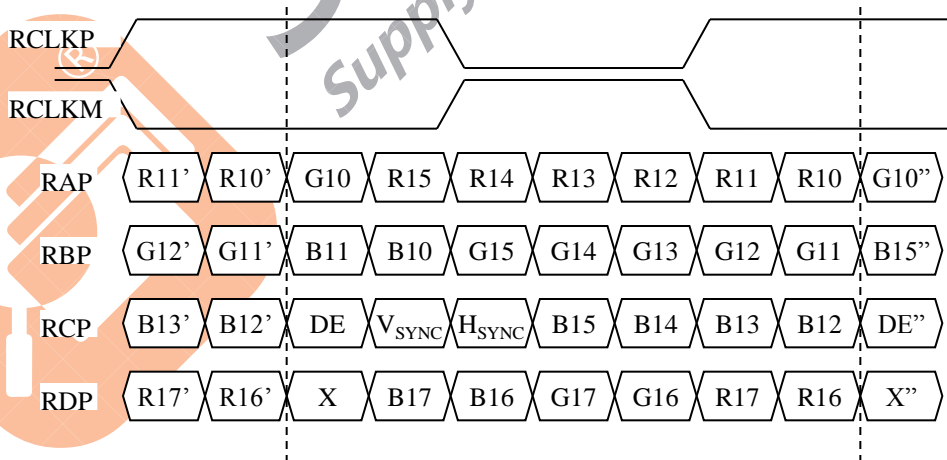 RCLKP
®
Supply
RCLKM
RAP R11’ R10’ G10 R15 R14 R13 R12 R11 R10 G10”
RBP G12’ G11’ B11 B10 G15 G14 G13 G12 G11 B15”
RCP B13’ B12’ DE VSYNC HSYNC B15 B14 B13 B12 DE”
RDP R17’ R16’ X B17 B16 G17 G16 R17 R16 X”